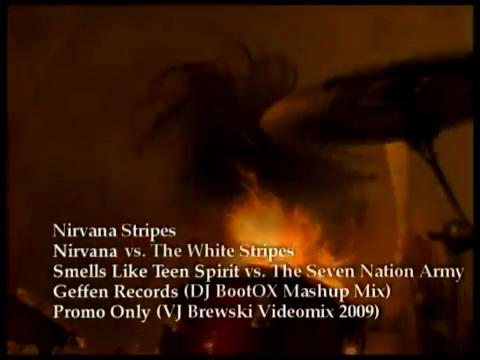 Nirvana Stripes
Nirvana vs. The White Stripes
Smells Like Teen Spirit vs. The Seven Nation Army
Geffen Records (DJ BootOX Mashup Mix)
Promo Only (VJ Brewski Videomix 2009)